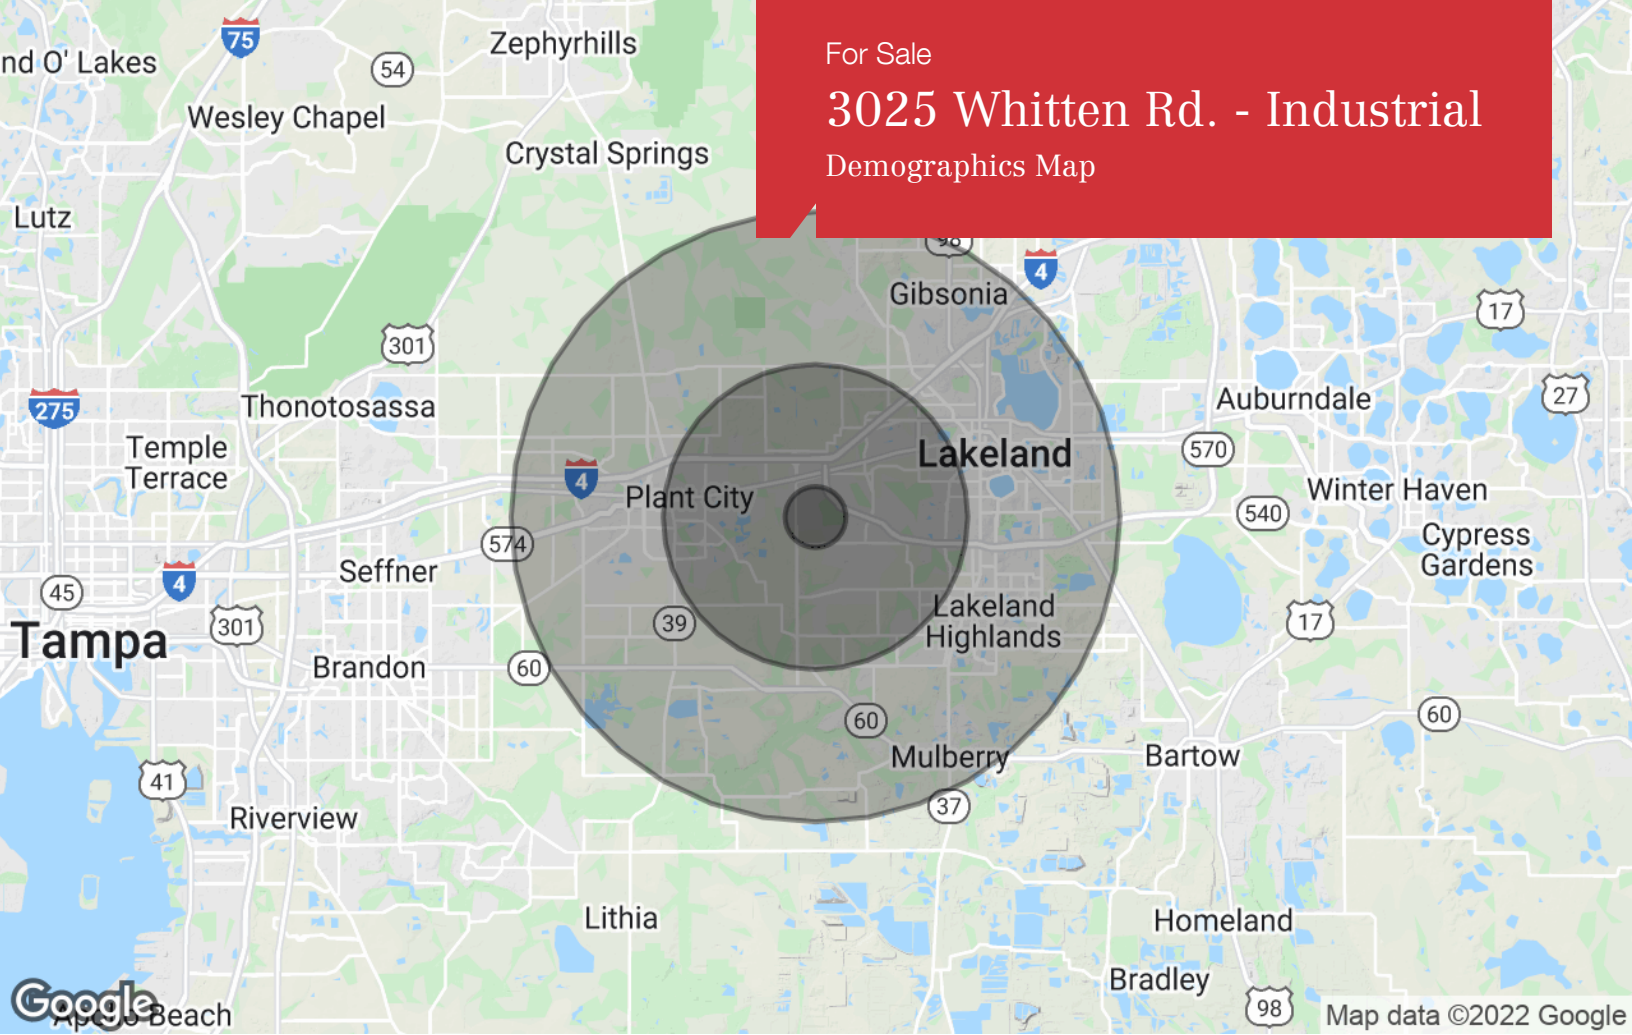 For Sale
3025 Whitten Rd. - Industrial
Demographics Map
75
nd O' Lakes
54
Zephyrhills
Wesley Chapel
Crystal Springs
Lutz
98
4
Gibsonia
17
301
275
Thonotosassa
Auburndale
27
Temple
Terrace
Lakeland
570
4
Plant City
Winter Haven
540
574
Cypress
Gardens
Seffner
4
45
301
39
Lakeland
Highlands
17
Tampa
Brandon
60
60
60
Mulberry
Bartow
41
37
Riverview
Lithia
Homeland
Bradley
98
Google
Apollo Beach
Map data ©2022 Google